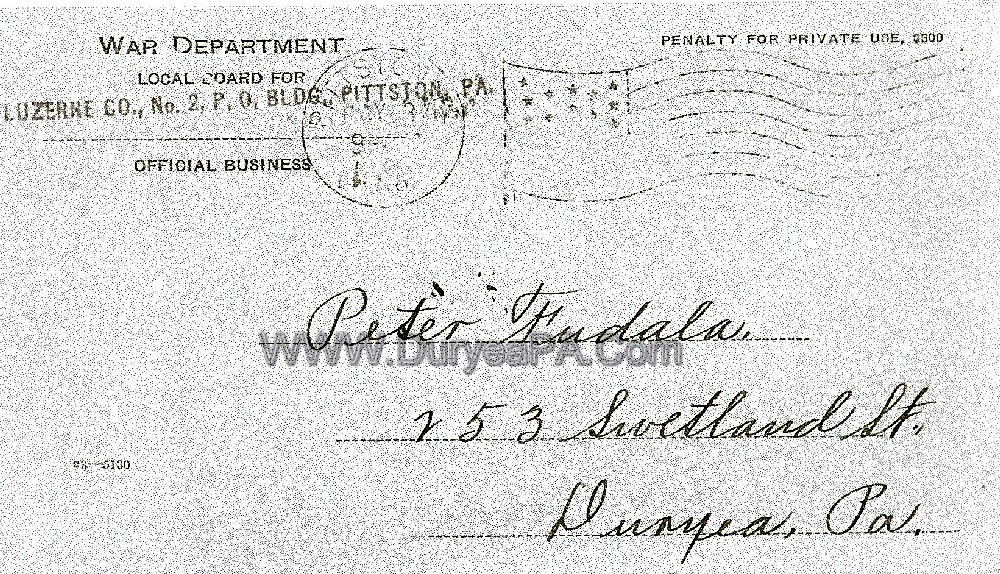 WAR DEPARTMENT
PENALTY FOR PRIVATE USE, $300
LOCAL BOARD FOR
LUZERNE CO., No. 2, P. O. BLDG., PITTSTON, PA.
OFFICIAL BUSINESS
Peter Fudala.
www.DuryeaPA.com
253 Swetland St.
Duryea, Pa.